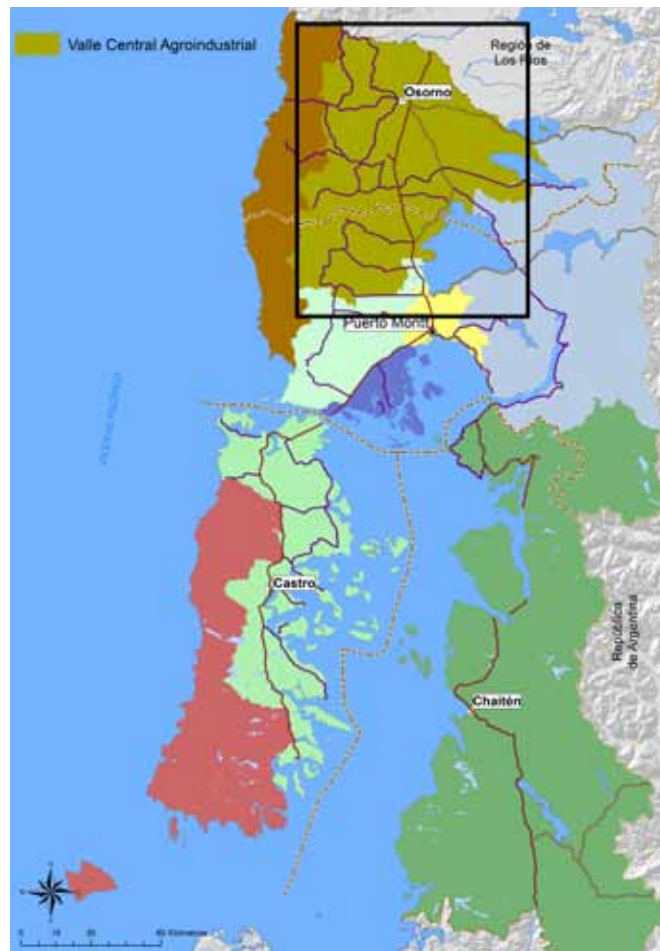 Valle Central Agroindustrial
Región de
Los Ríos
Osorno
Puerto Montt
Castro
República
de Argentina
Chaitén